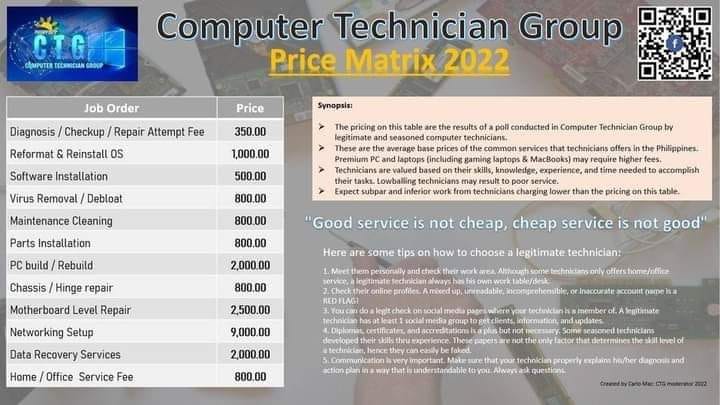 CTG
COMPUTER TECHNICIAN GROUP
Computer Technician Group
Price Matrix 2022
Job Order Price
Diagnosis / Checkup / Repair Attempt Fee 350.00
Reformat & Reinstall OS 1,000.00
Software Installation 500.00
Virus Removal / Debloat 800.00
Maintenance Cleaning 800.00
Parts Installation 800.00
PC build / Rebuild 2,000.00
Chassis / Hinge repair 800.00
Motherboard Level Repair 2,500.00
Networking Setup 9,000.00
Data Recovery Services 2,000.00
Home / Office Service Fee 800.00
Synopsis:
➤ The pricing on this table are the results of a poll conducted in Computer Technician Group by
legitimate and seasoned computer technicians.
➤ These are the average base prices of the common services that technicians offers in the Philippines.
Premium PC and laptops (including gaming laptops & MacBooks) may require higher fees.
➤ Technicians are valued based on their skills, knowledge, experience, and time needed to accomplish
their tasks. Lowballing technicians may result to poor service.
➤ Expect subpar and inferior work from technicians charging lower than the pricing on this table.
"Good service is not cheap, cheap service is not good"
Here are some tips on how to choose a legitimate technician:
1. Meet them personally and check their work area. Although some technicians only offers home/office
service, a legitimate technician always has his own work table/desk.
2. Check their online profiles. A mixed up, unreadable, incomprehensible, or inaccurate account name is a
RED FLAG!
3. You can do a legit check on social media pages where your technician is a member of. A legitimate
technician has at least 1 social media group to get clients, information, and updates.
4. Diplomas, certificates, and accreditations is a plus but not necessary. Some seasoned technicians
developed their skills thru experience. These papers are not the only factor that determines the skill level of
a technician, hence they can easily be faked.
5. Communication is very important. Make sure that your technician properly explains his/her diagnosis and
action plan in a way that is understandable to you. Always ask questions.
Created by Carlo Mac: CTG moderator 2022